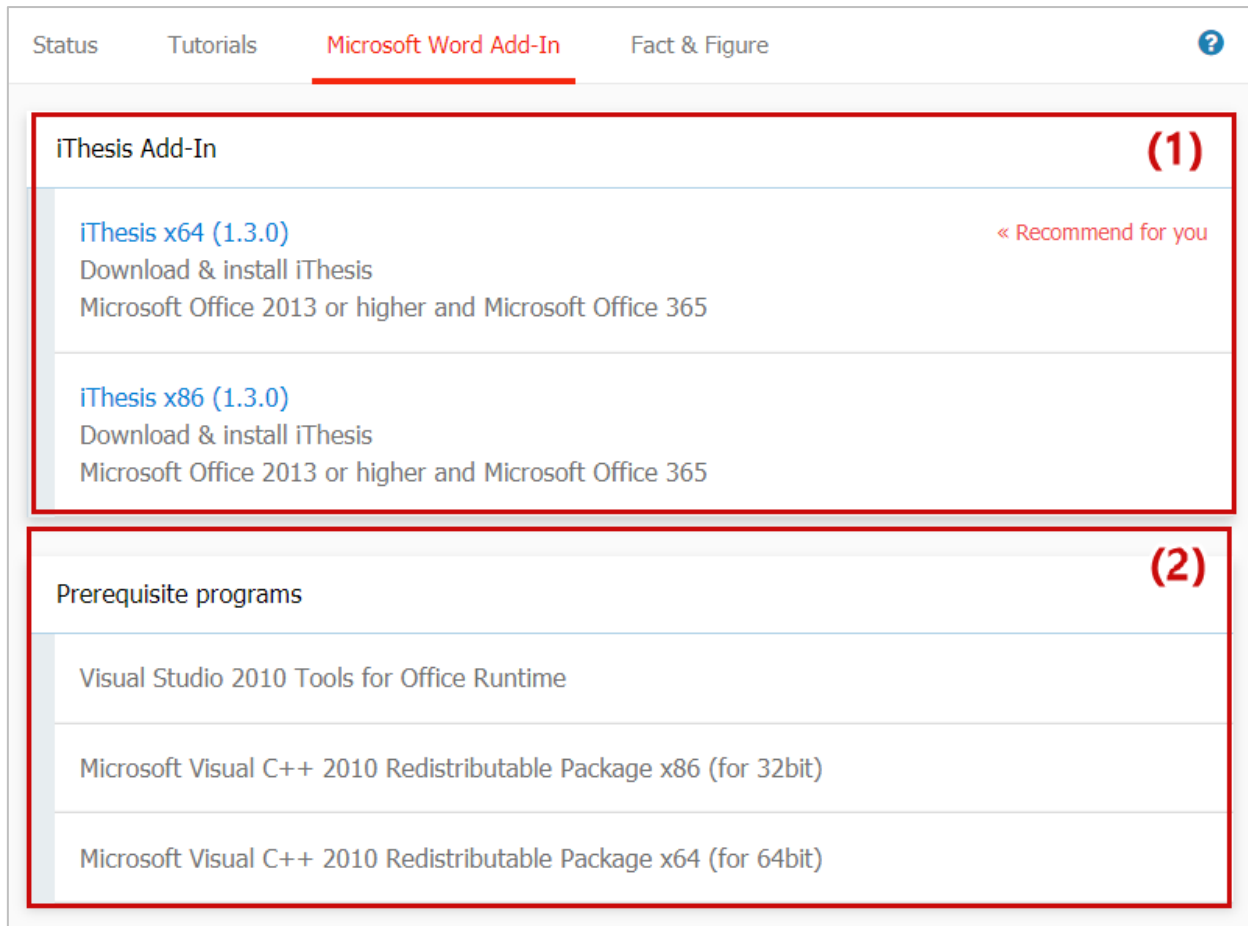 Status Tutorials Microsoft Word Add-In Fact & Figure ?
iThesis Add-In (1)
iThesis x64 (1.3.0) « Recommend for you
Download & install iThesis
Microsoft Office 2013 or higher and Microsoft Office 365
iThesis x86 (1.3.0)
Download & install iThesis
Microsoft Office 2013 or higher and Microsoft Office 365
(2)
Prerequisite programs
Visual Studio 2010 Tools for Office Runtime
Microsoft Visual C++ 2010 Redistributable Package x86 (for 32bit)
Microsoft Visual C++ 2010 Redistributable Package x64 (for 64bit)